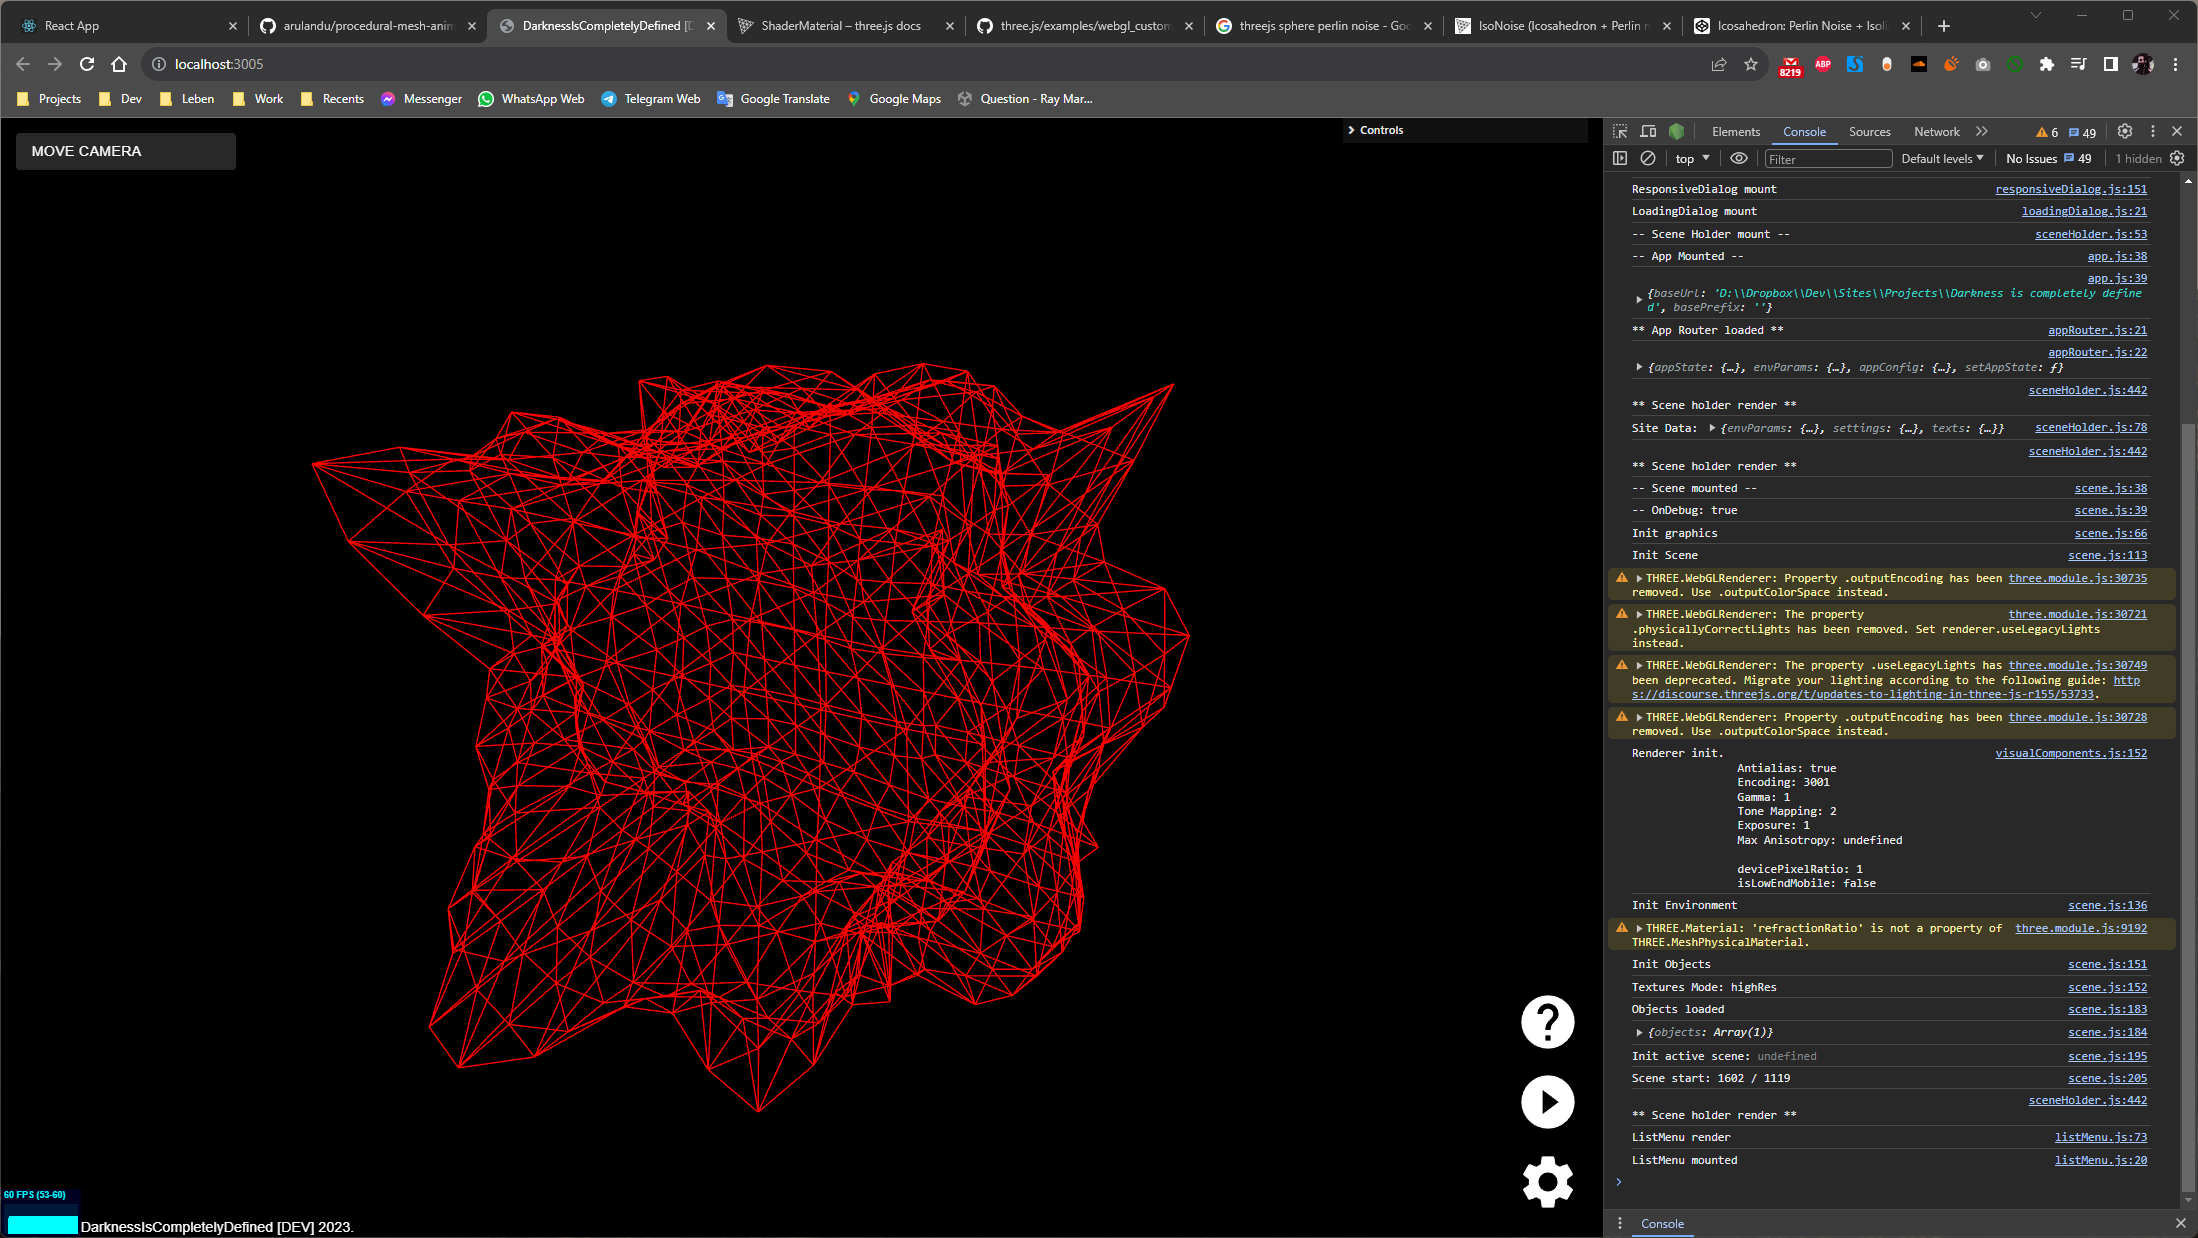 React App
arulandu/procedural-mesh-anim
DarknessIsCompletelyDefined [D
ShaderMaterial – three.js docs
three.js/examples/webgl_custom
threejs sphere perlin noise - Goo
IsoNoise (Icosahedron + Perlin n
Icosahedron: Perlin Noise + Isoli
localhost:3005
8219
ABP
Projects
Dev
Leben
Work
Recents
Messenger
WhatsApp Web
Telegram Web
Google Translate
Google Maps
Question - Ray Mar...
MOVE CAMERA
Controls
Elements
Console
Sources
Network
6
49
top
Filter
Default levels
No Issues
49
1 hidden
ResponsiveDialog mount responsiveDialog.js:151
LoadingDialog mount loadingDialog.js:21
-- Scene Holder mount -- sceneHolder.js:53
-- App Mounted -- app.js:38
app.js:39
{baseUrl: 'D:\\Dropbox\\Dev\\Sites\\Projects\\Darkness is completely define
d', basePrefix: ''}
** App Router loaded ** appRouter.js:21
appRouter.js:22
{appState: {…}, envParams: {…}, appConfig: {…}, setAppState: ƒ}
sceneHolder.js:442
** Scene holder render **
Site Data: {envParams: {…}, settings: {…}, texts: {…}} sceneHolder.js:78
sceneHolder.js:442
** Scene holder render **
-- Scene mounted -- scene.js:38
-- OnDebug: true scene.js:39
Init graphics scene.js:66
Init Scene scene.js:113
THREE.WebGLRenderer: Property .outputEncoding has been three.module.js:30735
removed. Use .outputColorSpace instead.
THREE.WebGLRenderer: The property three.module.js:30721
.physicallyCorrectLights has been removed. Set renderer.useLegacyLights
instead.
THREE.WebGLRenderer: The property .useLegacyLights has three.module.js:30749
been deprecated. Migrate your lighting according to the following guide: http
s://discourse.threejs.org/t/updates-to-lighting-in-three-js-r155/53733.
THREE.WebGLRenderer: Property .outputEncoding has been three.module.js:30728
removed. Use .outputColorSpace instead.
Renderer init. visualComponents.js:152
Antialias: true
Encoding: 3001
Gamma: 1
Tone Mapping: 2
Exposure: 1
Max Anisotropy: undefined
devicePixelRatio: 1
isLowEndMobile: false
Init Environment scene.js:136
THREE.Material: 'refractionRatio' is not a property of three.module.js:9192
THREE.MeshPhysicalMaterial.
Init Objects scene.js:151
Textures Mode: highRes scene.js:152
Objects loaded scene.js:183
{objects: Array(1)} scene.js:184
Init active scene: undefined scene.js:195
Scene start: 1602 / 1119 scene.js:205
sceneHolder.js:442
** Scene holder render **
ListMenu render listMenu.js:73
ListMenu mounted listMenu.js:20
Console
60 FPS (53-60)
DarknessIsCompletelyDefined [DEV] 2023.